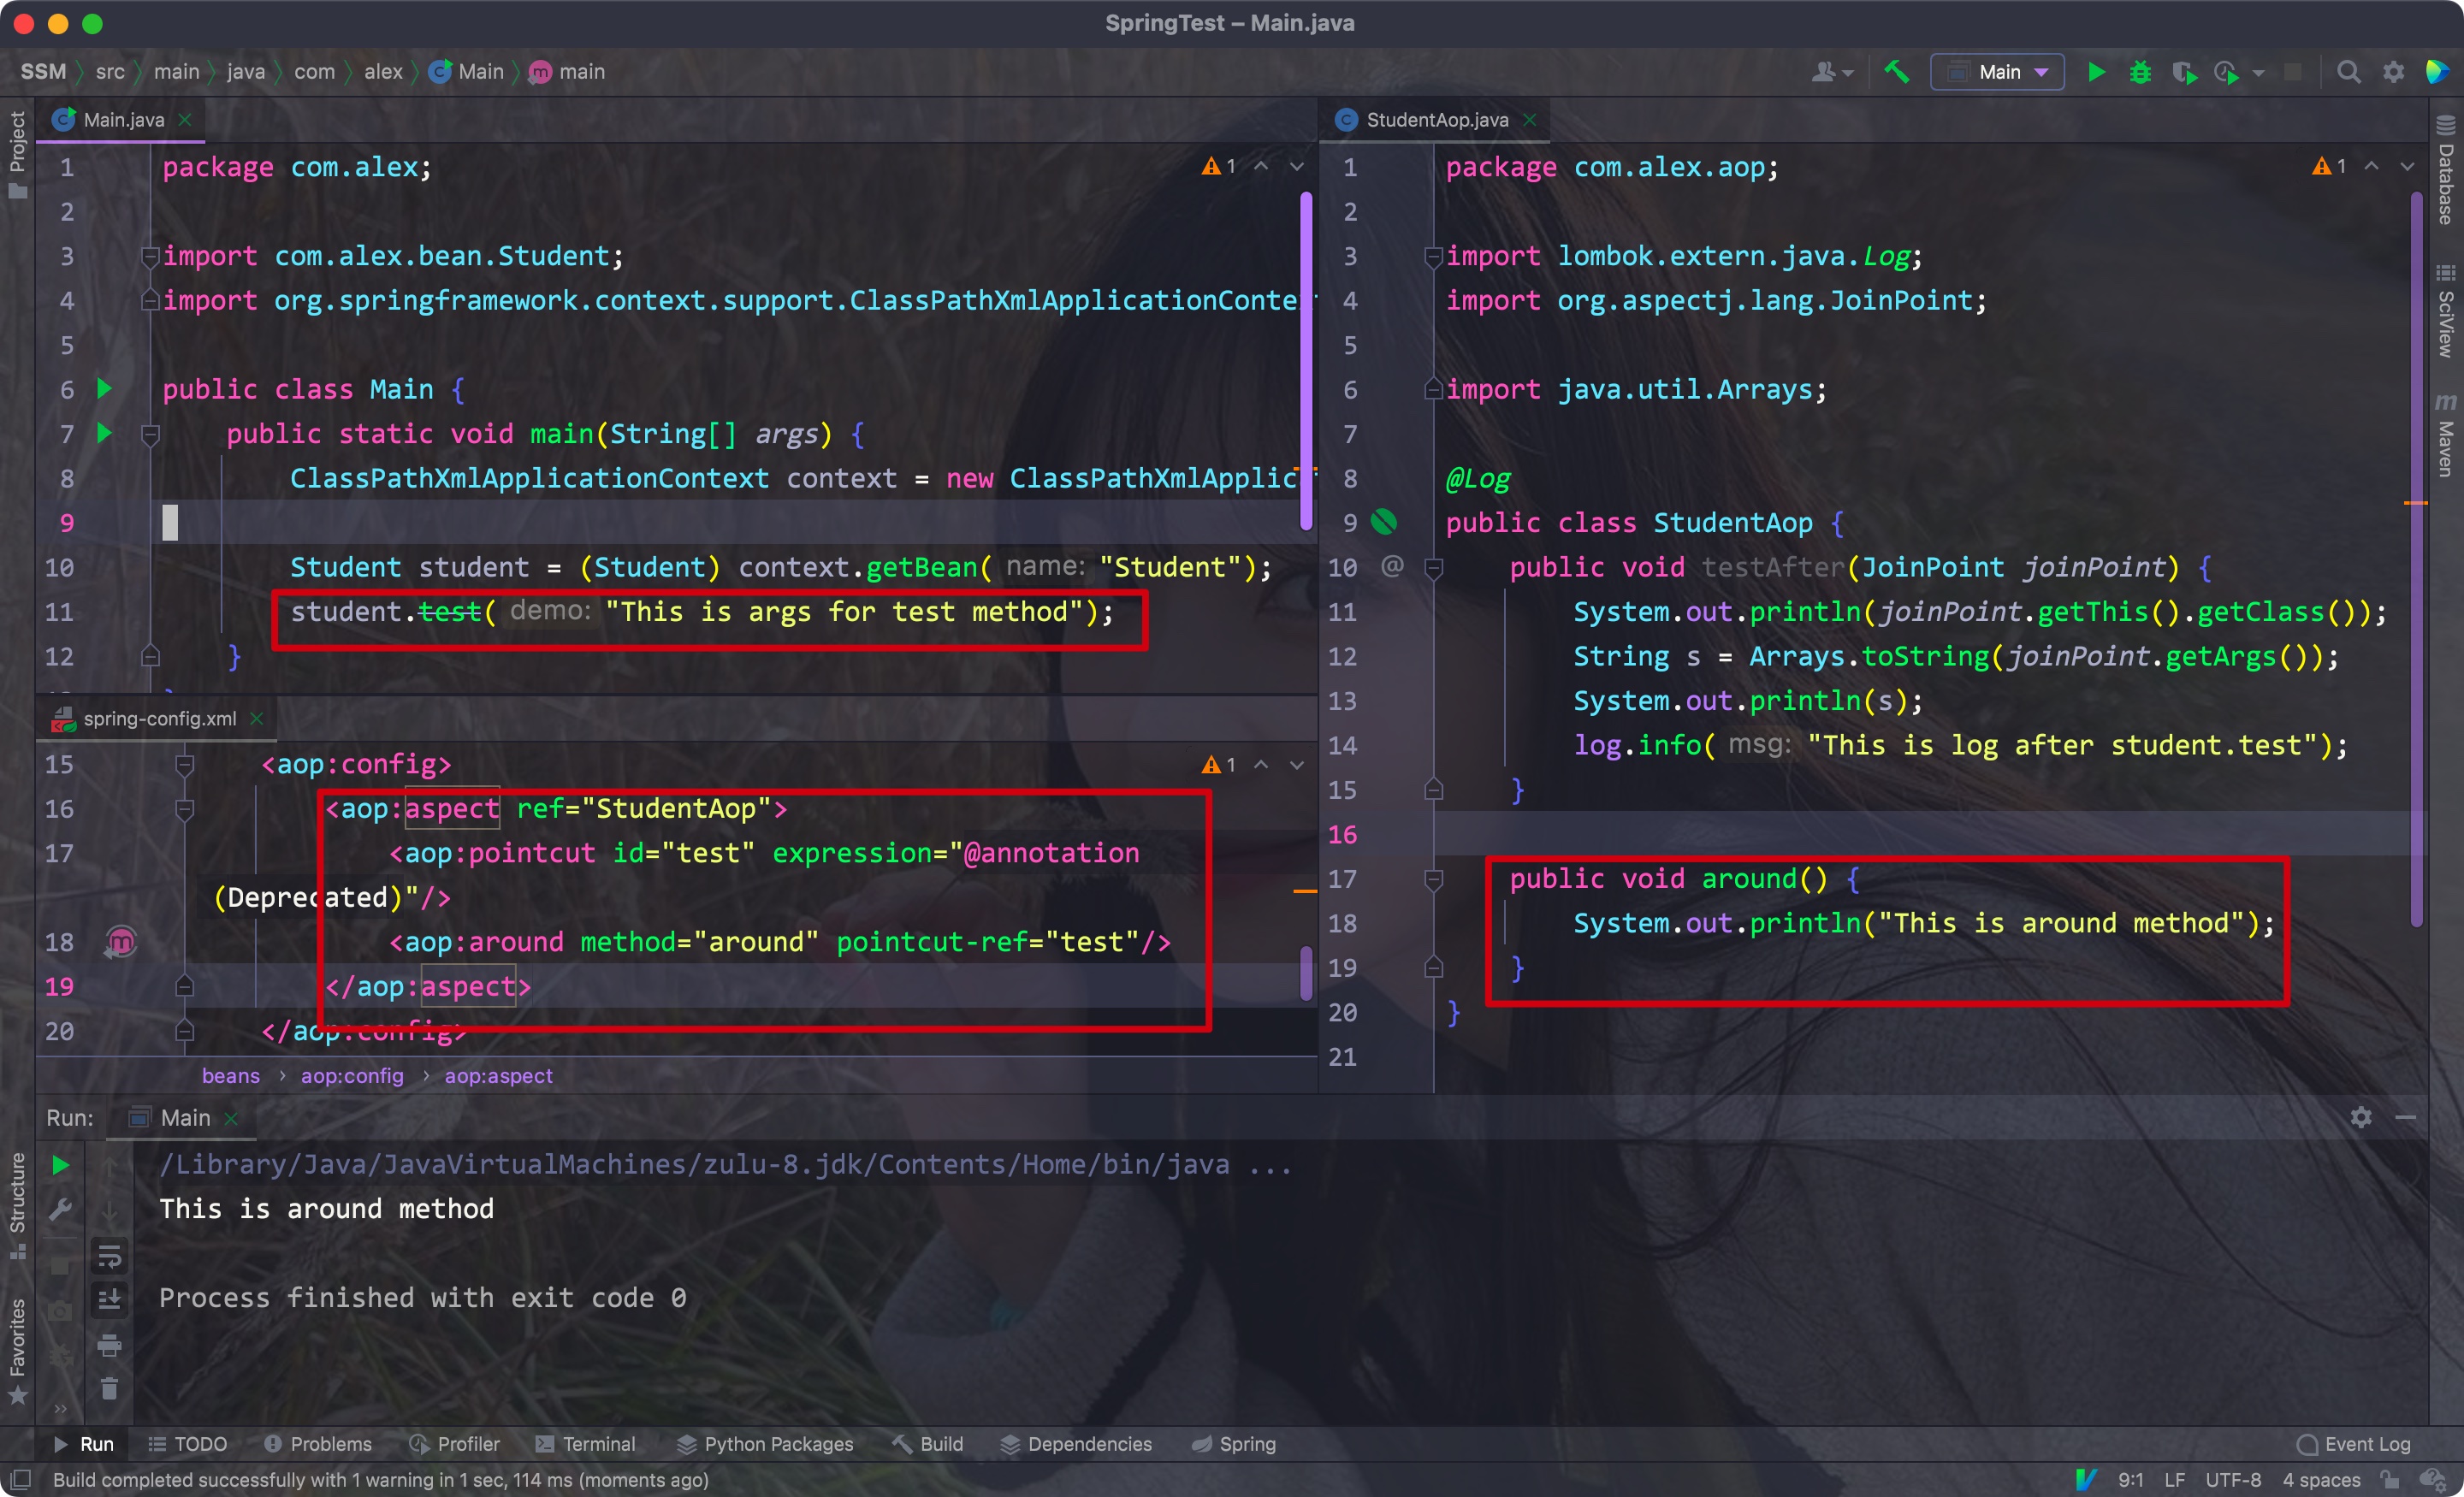 SpringTest – Main.java
SSM src main java com alex Main main
Main
Project
Main.java
1 package com.alex;
2
3 import com.alex.bean.Student;
4 import org.springframework.context.support.ClassPathXmlApplicationConte
5
6 public class Main {
7 public static void main(String[] args) {
8 ClassPathXmlApplicationContext context = new ClassPathXmlApplic
9
10 Student student = (Student) context.getBean( name: "Student");
11 student.test( demo: "This is args for test method");
12 }
1
spring-config.xml
15 <aop:config>
16 <aop:aspect ref="StudentAop">
17 <aop:pointcut id="test" expression="@annotation
(Deprecated)"/>
18 <aop:around method="around" pointcut-ref="test"/>
19 </aop:aspect>
20 </aop:config>
1
beans › aop:config › aop:aspect
StudentAop.java
1 package com.alex.aop;
2
3 import lombok.extern.java.Log;
4 import org.aspectj.lang.JoinPoint;
5
6 import java.util.Arrays;
7
8 @Log
9 public class StudentAop {
10 @ public void testAfter(JoinPoint joinPoint) {
11 System.out.println(joinPoint.getThis().getClass());
12 String s = Arrays.toString(joinPoint.getArgs());
13 System.out.println(s);
14 log.info( msg: "This is log after student.test");
15 }
16
17 public void around() {
18 System.out.println("This is around method");
19 }
20 }
21
1
Database
SciView
Maven
Run: Main
/Library/Java/JavaVirtualMachines/zulu-8.jdk/Contents/Home/bin/java ...
This is around method
Process finished with exit code 0
Structure
Favorites
Run TODO Problems Profiler Terminal Python Packages Build Dependencies Spring Event Log
Build completed successfully with 1 warning in 1 sec, 114 ms (moments ago) 9:1 LF UTF-8 4 spaces